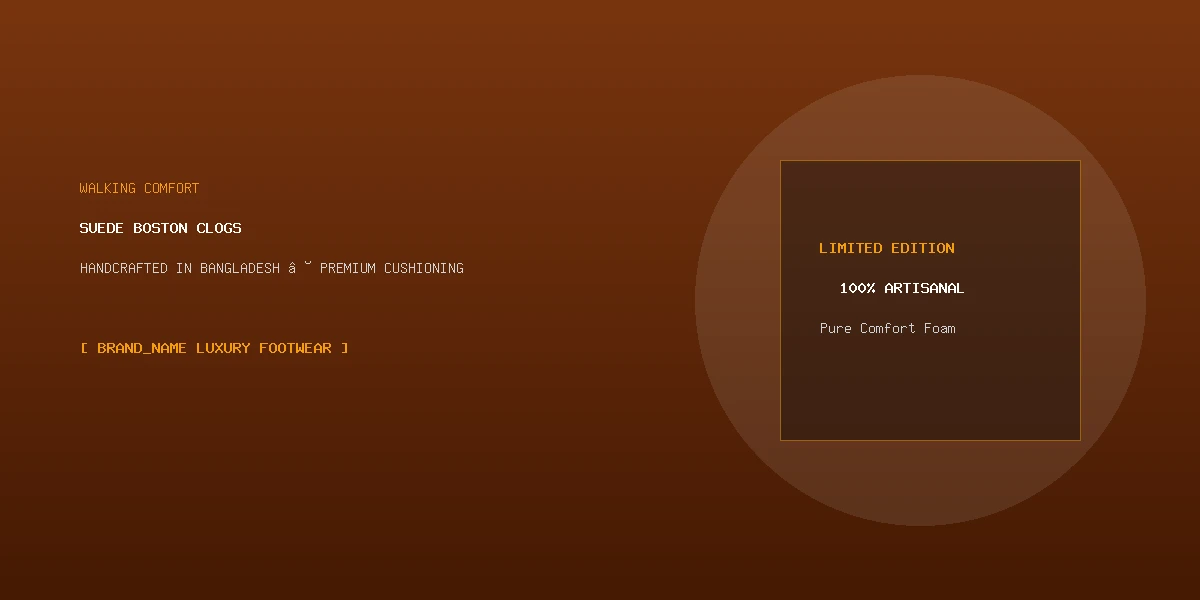 WALKING COMFORT
SUEDE BOSTON CLOGS
HANDCRAFTED IN BANGLADESH â ˘ PREMIUM CUSHIONING
[ BRAND_NAME LUXURY FOOTWEAR ]
LIMITED EDITION
100% ARTISANAL
Pure Comfort Foam